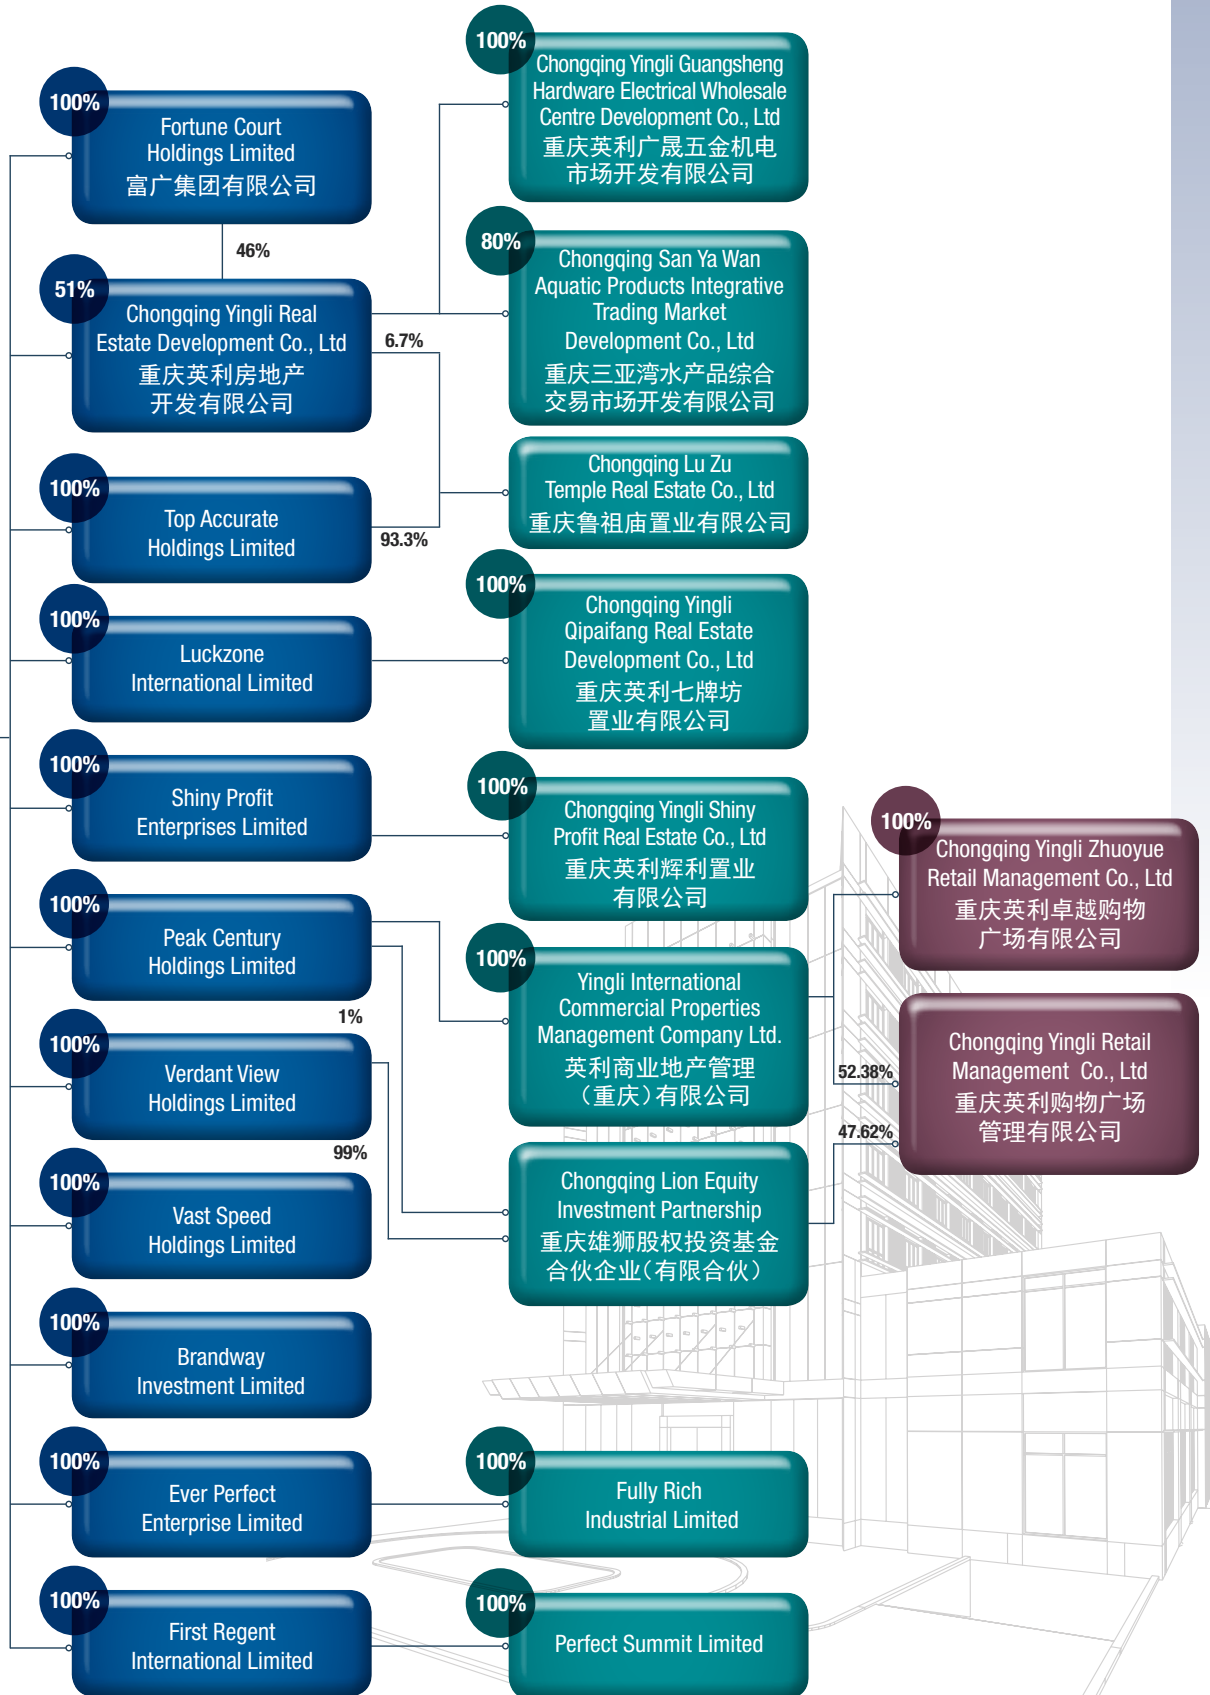 100%
Fortune Court
Holdings Limited
富广集团有限公司
46%
51%
Chongqing Yingli Real
Estate Development Co., Ltd
重庆英利房地产
开发有限公司
6.7%
100%
Top Accurate
Holdings Limited
93.3%
100%
Luckzone
International Limited
100%
Shiny Profit
Enterprises Limited
100%
Peak Century
Holdings Limited
1%
100%
Verdant View
Holdings Limited
99%
100%
Vast Speed
Holdings Limited
100%
Brandway
Investment Limited
100%
Ever Perfect
Enterprise Limited
100%
First Regent
International Limited
100%
Chongqing Yingli Guangsheng
Hardware Electrical Wholesale
Centre Development Co., Ltd
重庆英利广晟五金机电
市场开发有限公司
80%
Chongqing San Ya Wan
Aquatic Products Integrative
Trading Market
Development Co., Ltd
重庆三亚湾水产品综合
交易市场开发有限公司
Chongqing Lu Zu
Temple Real Estate Co., Ltd
重庆鲁祖庙置业有限公司
100%
Chongqing Yingli
Qipaifang Real Estate
Development Co., Ltd
重庆英利七牌坊
置业有限公司
100%
Chongqing Yingli Shiny
Profit Real Estate Co., Ltd
重庆英利辉利置业
有限公司
100%
Yingli International
Commercial Properties
Management Company Ltd.
英利商业地产管理
（重庆）有限公司
Chongqing Lion Equity
Investment Partnership
重庆雄狮股权投资基金
合伙企业（有限合伙）
100%
Fully Rich
Industrial Limited
100%
Perfect Summit Limited
100%
Chongqing Yingli Zhuoyue
Retail Management Co., Ltd
重庆英利卓越购物
广场有限公司
52.38%
47.62%
Chongqing Yingli Retail
Management Co., Ltd
重庆英利购物广场
管理有限公司